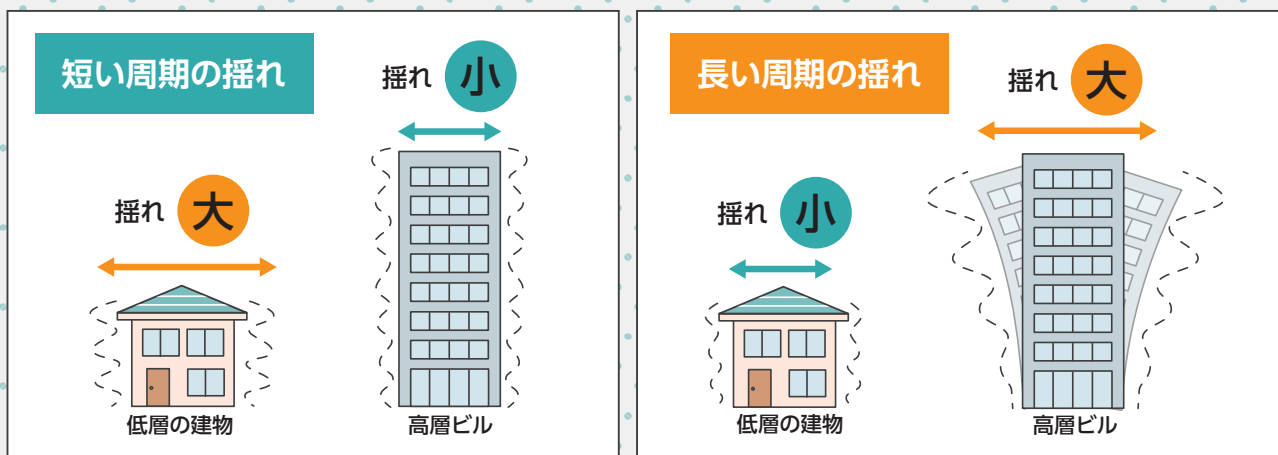 短い周期の揺れ
揺れ 小
揺れ 大
低層の建物
高層ビル
長い周期の揺れ
揺れ 大
揺れ 小
低層の建物
高層ビル